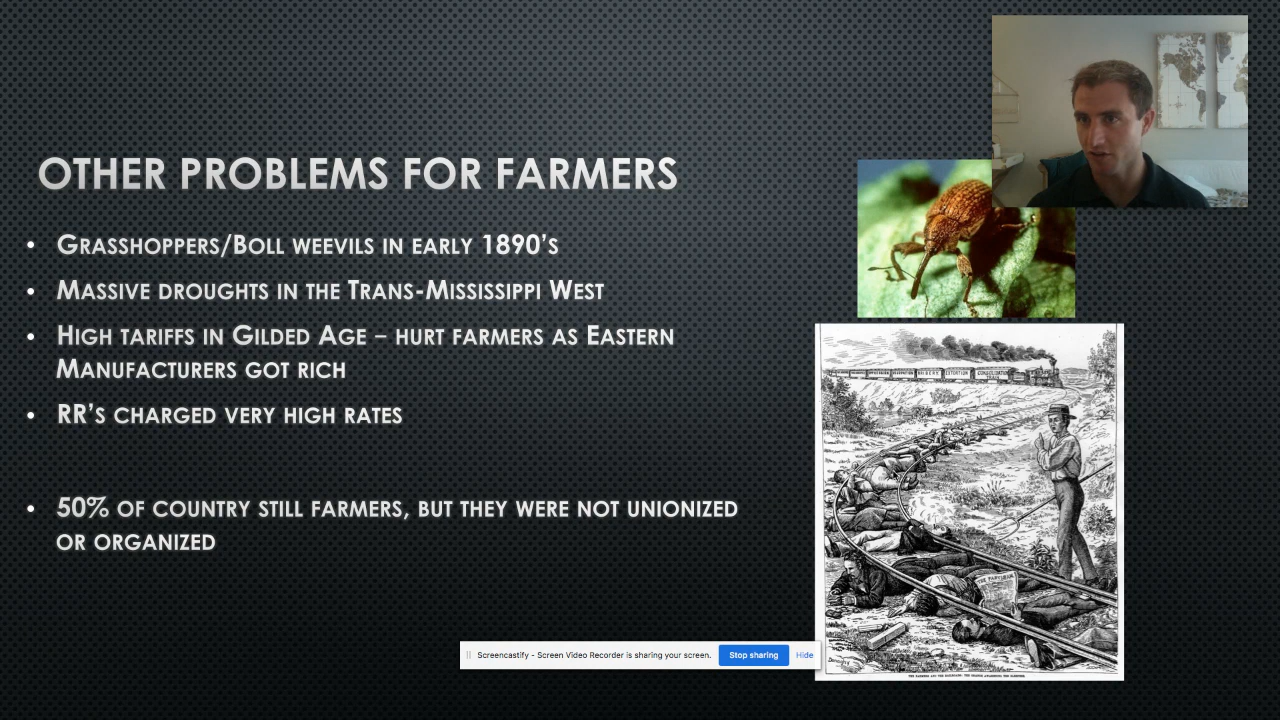 OTHER PROBLEMS FOR FARMERS
• GRASSHOPPERS/BOLL WEEVILS IN EARLY 1890'S
• MASSIVE DROUGHTS IN THE TRANS-MISSISSIPPI WEST
• HIGH TARIFFS IN GILDED AGE – HURT FARMERS AS EASTERN
MANUFACTURERS GOT RICH
• RR'S CHARGED VERY HIGH RATES
• 50% OF COUNTRY STILL FARMERS, BUT THEY WERE NOT UNIONIZED
OR ORGANIZED
EXTORTION CONSOLIDATION
TRAIN
Screencastify - Screen Video Recorder is sharing your screen. Stop sharing Hide